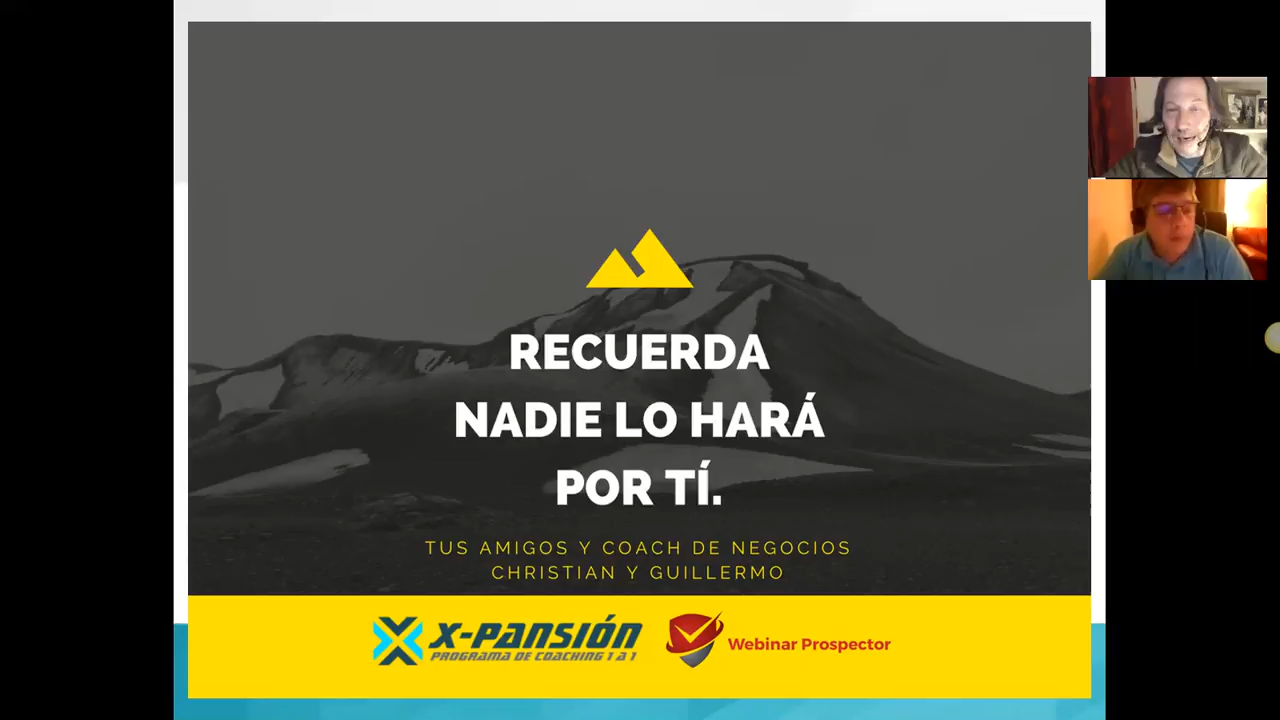 RECUERDA
NADIE LO HARÁ
POR TÍ.
TUS AMIGOS Y COACH DE NEGOCIOS
CHRISTIAN Y GUILLERMO
X-PANSIÓN
PROGRAMA DE COACHING 1 A 1
Webinar Prospector